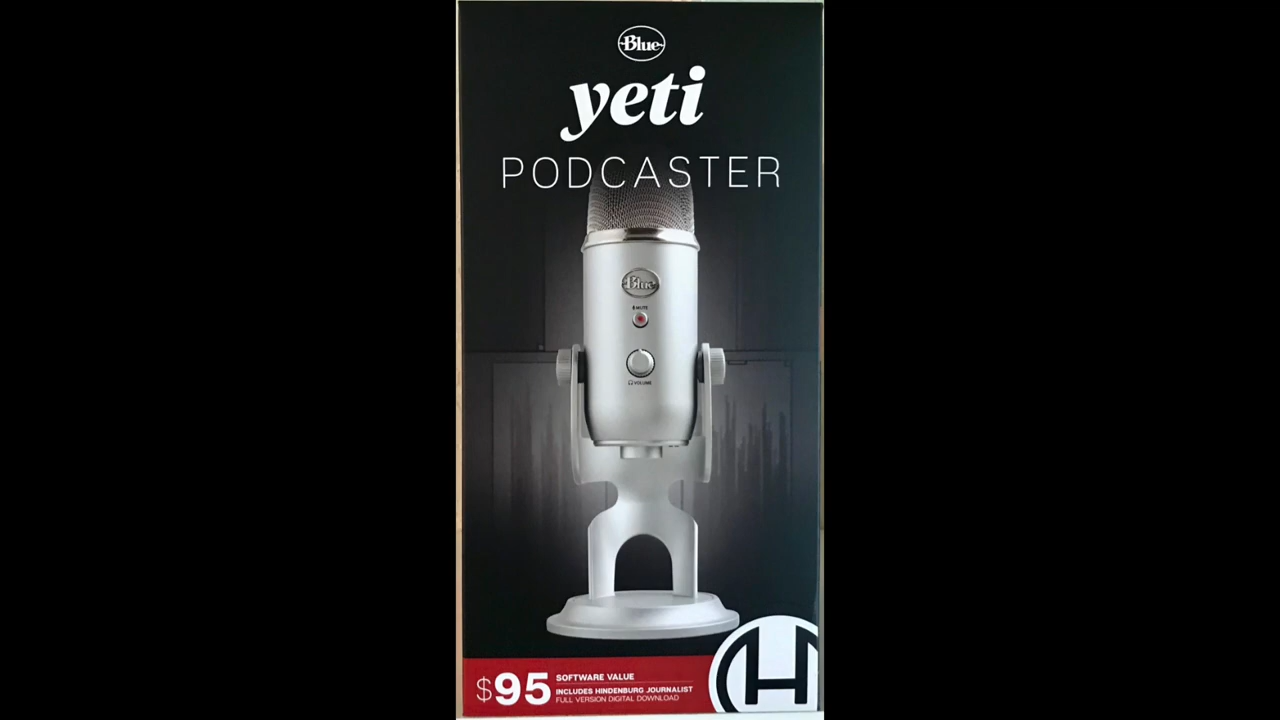 Blue
yeti
PODCASTER
Blue
MUTE
VOLUME
$95
SOFTWARE VALUE
INCLUDES HINDENBURG JOURNALIST
FULL VERSION DIGITAL DOWNLOAD
H